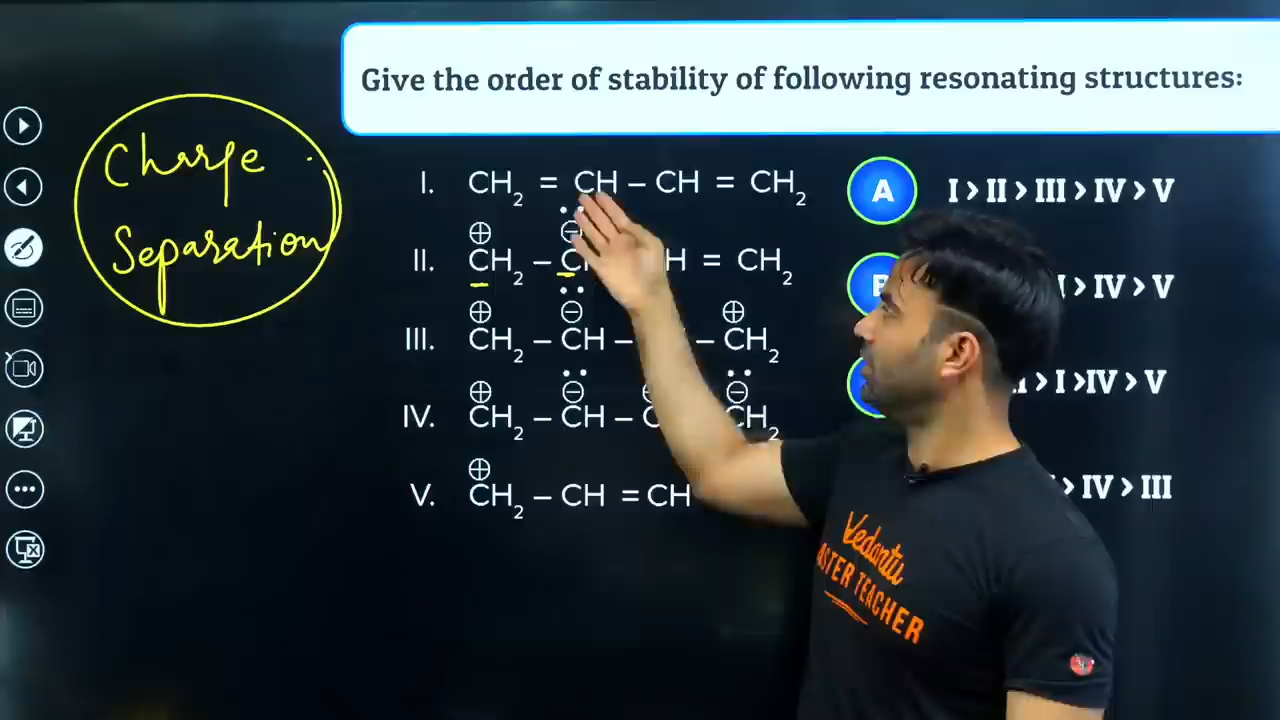 Give the order of stability of following resonating structures:
Charge
Separation
I. CH₂ = CH – CH = CH₂
A I > II > III > IV > V
⊕ ⊖
II. CH₂ – CH = CH₂
> IV > V
⊕ ⊖ ⊕
III. CH₂ – CH – – CH₂
> I >IV > V
⊕ ⊖ ⊖
IV. CH₂ – CH – CH₂
> IV > III
⊕
V. CH₂ – CH = CH
Vedantu
MASTER TEACHER